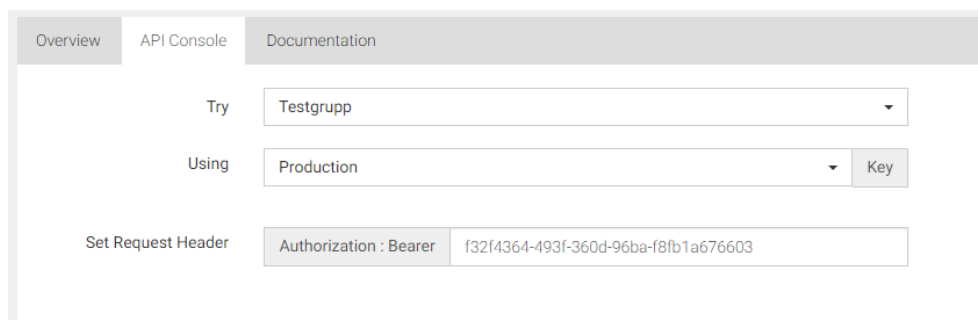 Overview API Console Documentation
Try Testgrupp
Using Production Key
Set Request Header Authorization : Bearer f32f4364-493f-360d-96ba-f8fb1a676603